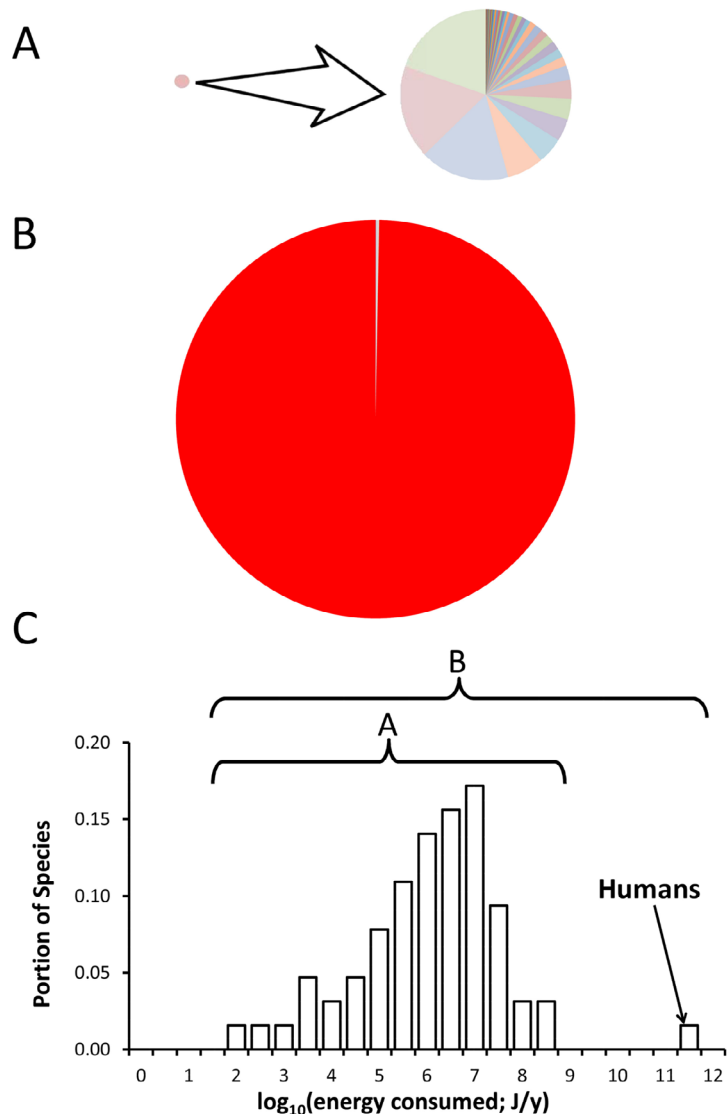 A
B
C
B
A
0.20
0.15
0.10
0.05
0.00
Portion of Species
Humans
0 1 2 3 4 5 6 7 8 9 10 11 12
log₁₀(energy consumed; J/y)